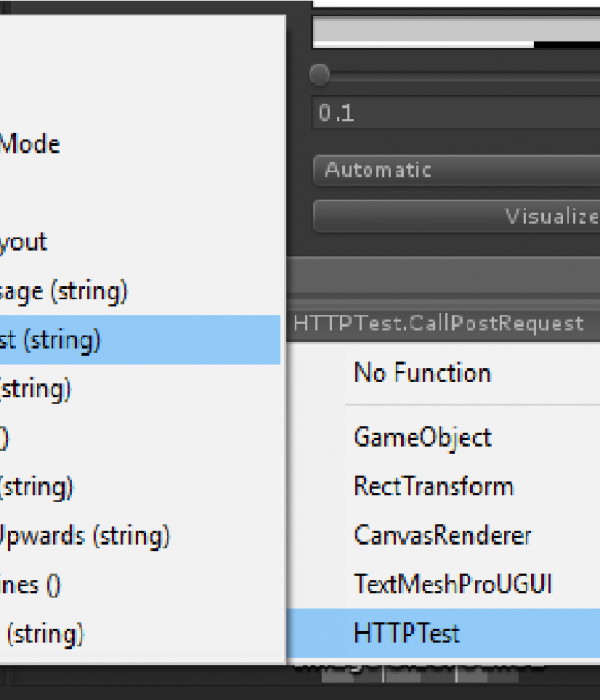 Mode
yout
sage (string)
st (string)
(string)
()
(string)
Upwards (string)
ines ()
(string)
0.1
Automatic
Visualize
HTTPTest.CallPostRequest
No Function
GameObject
RectTransform
CanvasRenderer
TextMeshProUGUI
HTTPTest